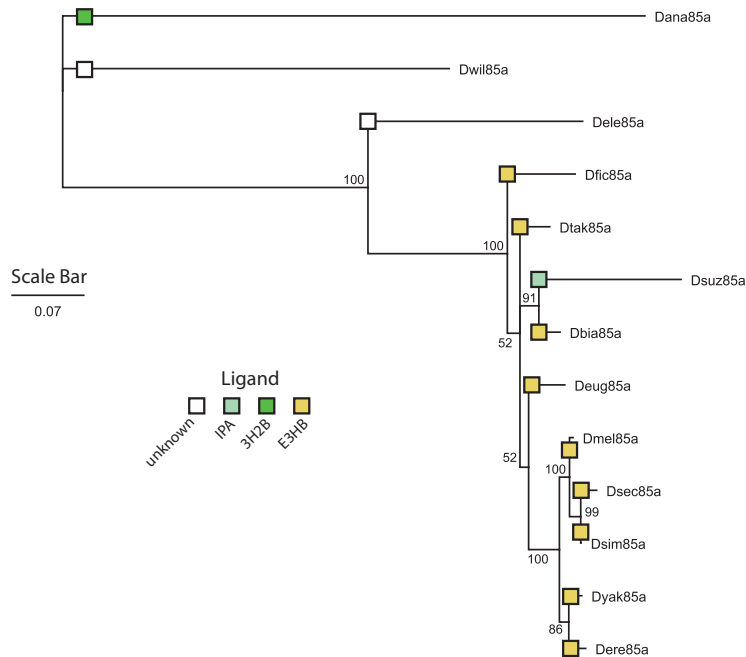 Dana85a
Dwil85a
Dele85a
100
Dfic85a
Dtak85a
100
Scale Bar
0.07
Dsuz85a
91
Dbia85a
52
Ligand
unknown
IPA
3H2B
E3HB
Deug85a
Dmel85a
52
100
Dsec85a
99
Dsim85a
100
Dyak85a
86
Dere85a